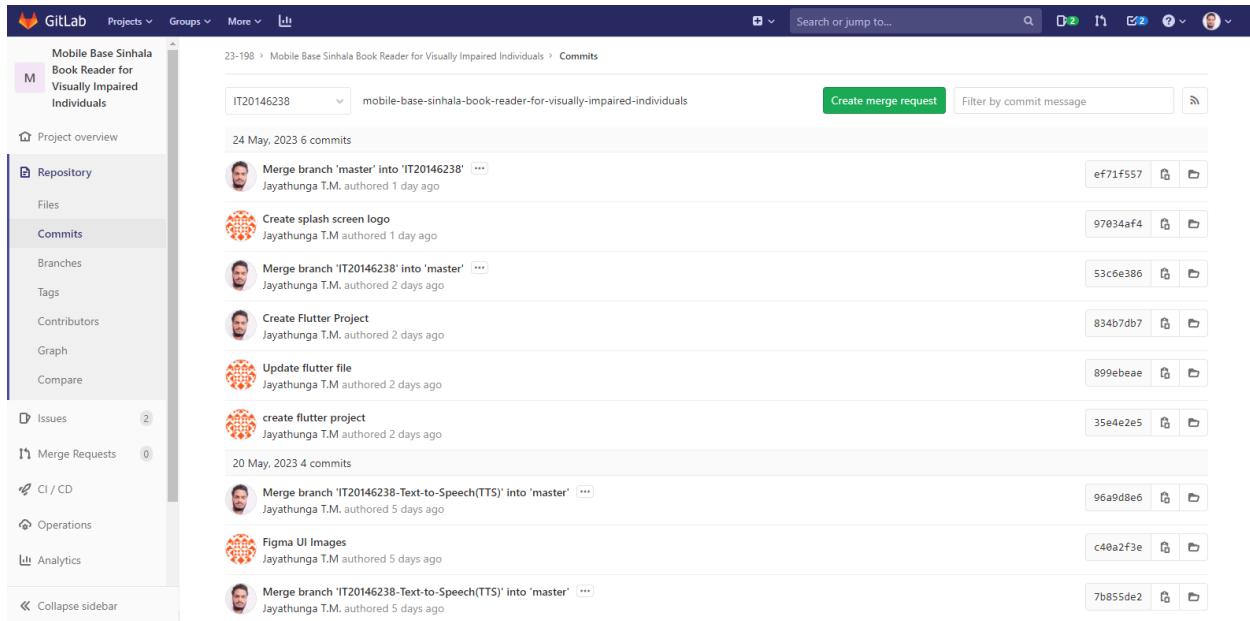 GitLab Projects Groups More Search or jump to... 2 2
Mobile Base Sinhala
Book Reader for
Visually Impaired
Individuals
M
Project overview
Repository
Files
Commits
Branches
Tags
Contributors
Graph
Compare
Issues 2
Merge Requests 0
CI / CD
Operations
Analytics
Collapse sidebar
23-198 > Mobile Base Sinhala Book Reader for Visually Impaired Individuals > Commits
IT20146238 mobile-base-sinhala-book-reader-for-visually-impaired-individuals Create merge request Filter by commit message
24 May, 2023 6 commits
Merge branch 'master' into 'IT20146238' ...
Jayathunga T.M. authored 1 day ago
ef71f557
Create splash screen logo
Jayathunga T.M authored 1 day ago
97034af4
Merge branch 'IT20146238' into 'master' ...
Jayathunga T.M. authored 2 days ago
53c6e386
Create Flutter Project
Jayathunga T.M. authored 2 days ago
834b7db7
Update flutter file
Jayathunga T.M authored 2 days ago
899ebeae
create flutter project
Jayathunga T.M authored 2 days ago
35e4e2e5
20 May, 2023 4 commits
Merge branch 'IT20146238-Text-to-Speech(TTS)' into 'master' ...
Jayathunga T.M. authored 5 days ago
96a9d8e6
Figma UI Images
Jayathunga T.M authored 5 days ago
c40a2f3e
Merge branch 'IT20146238-Text-to-Speech(TTS)' into 'master' ...
Jayathunga T.M. authored 5 days ago
7b855de2